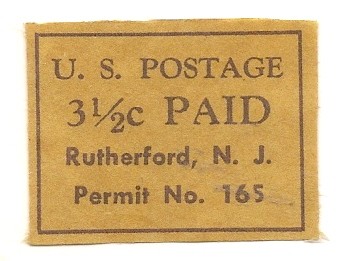 U. S. POSTAGE
3½c PAID
Rutherford, N. J.
Permit No. 165